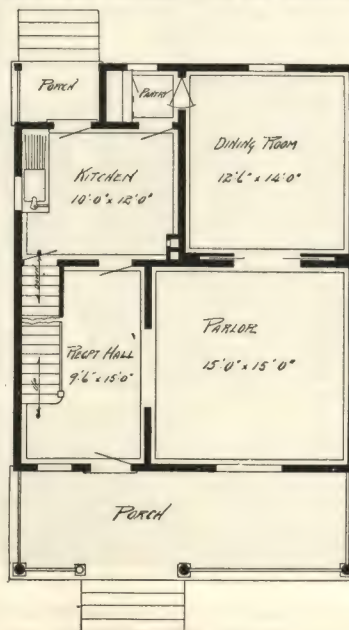 PORCH
PANTRY
DINING ROOM
12'6" x 14'0"
KITCHEN
10'0" x 12'0"
PARLOR
15'0" x 15'0"
RECPT HALL
9'6" x 15'0"
PORCH